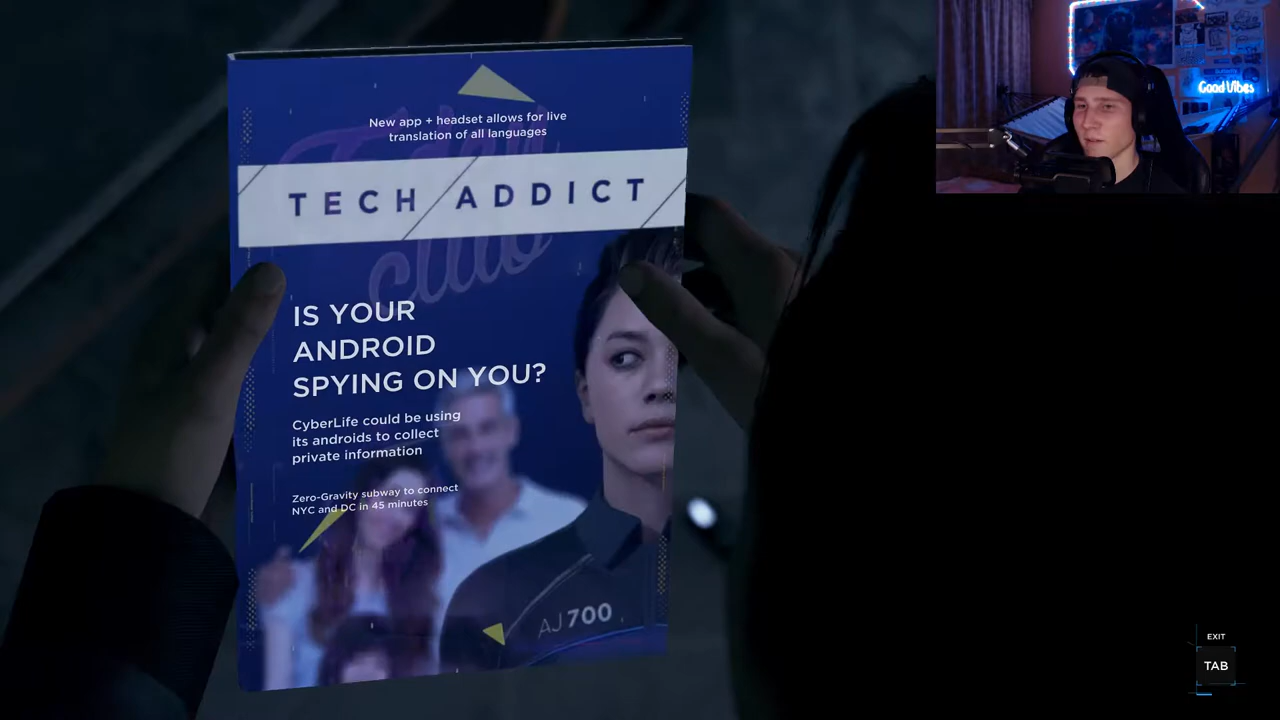 New app + headset allows for live
translation of all languages
TECH ADDICT
IS YOUR
ANDROID
SPYING ON YOU?
CyberLife could be using
its androids to collect
private information
Zero-Gravity subway to connect
NYC and DC in 45 minutes
AJ700
Good Vibes
EXIT
TAB